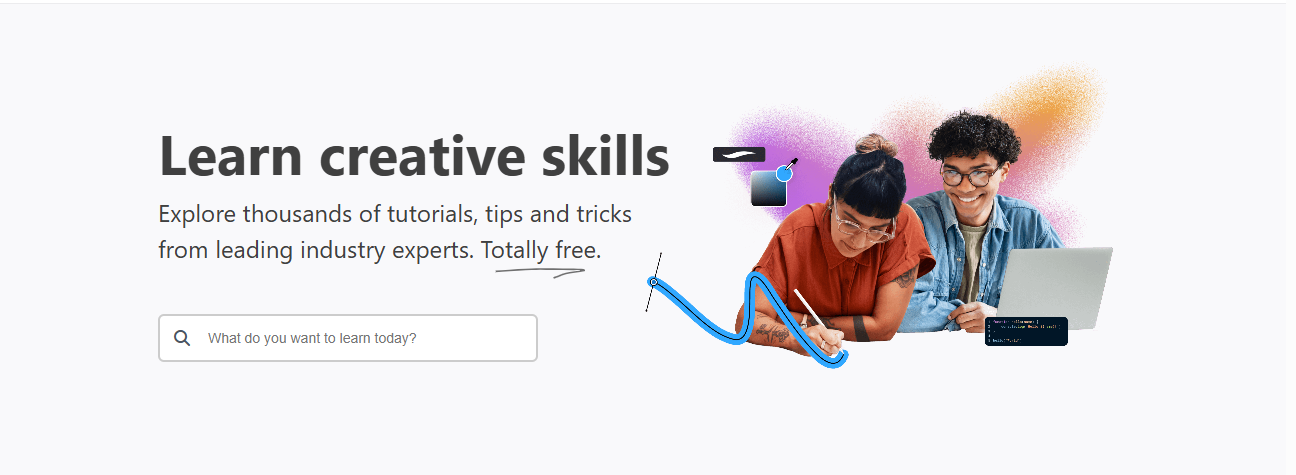 Learn creative skills
Explore thousands of tutorials, tips and tricks
from leading industry experts. Totally free.
What do you want to learn today?